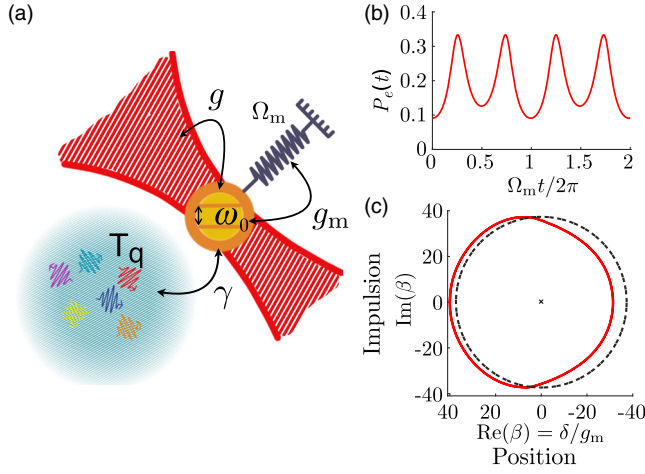 (a)
g
Ω_m
g_m
ω_0
T_q
γ
(b)
P_e(t)
0.4
0.3
0.2
0.1
0
0
0.5
1
1.5
2
Ω_m t/2π
(c)
Impulsion
Im(β)
40
20
0
-20
-40
40
20
0
-20
-40
Re(β) = δ/g_m
Position